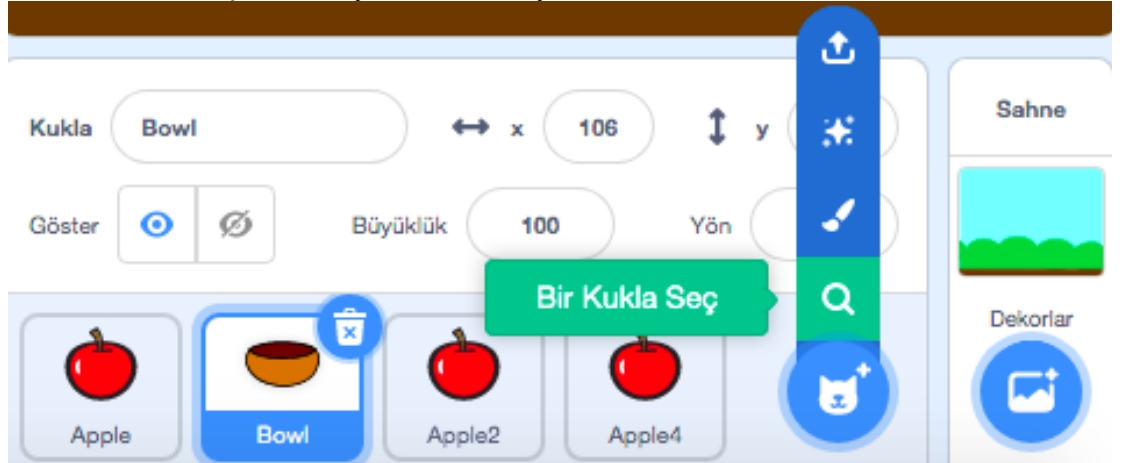 Kukla Bowl x 106 y
Sahne
Göster Büyüklük 100 Yön
Bir Kukla Seç
Dekorlar
Apple Bowl Apple2 Apple4